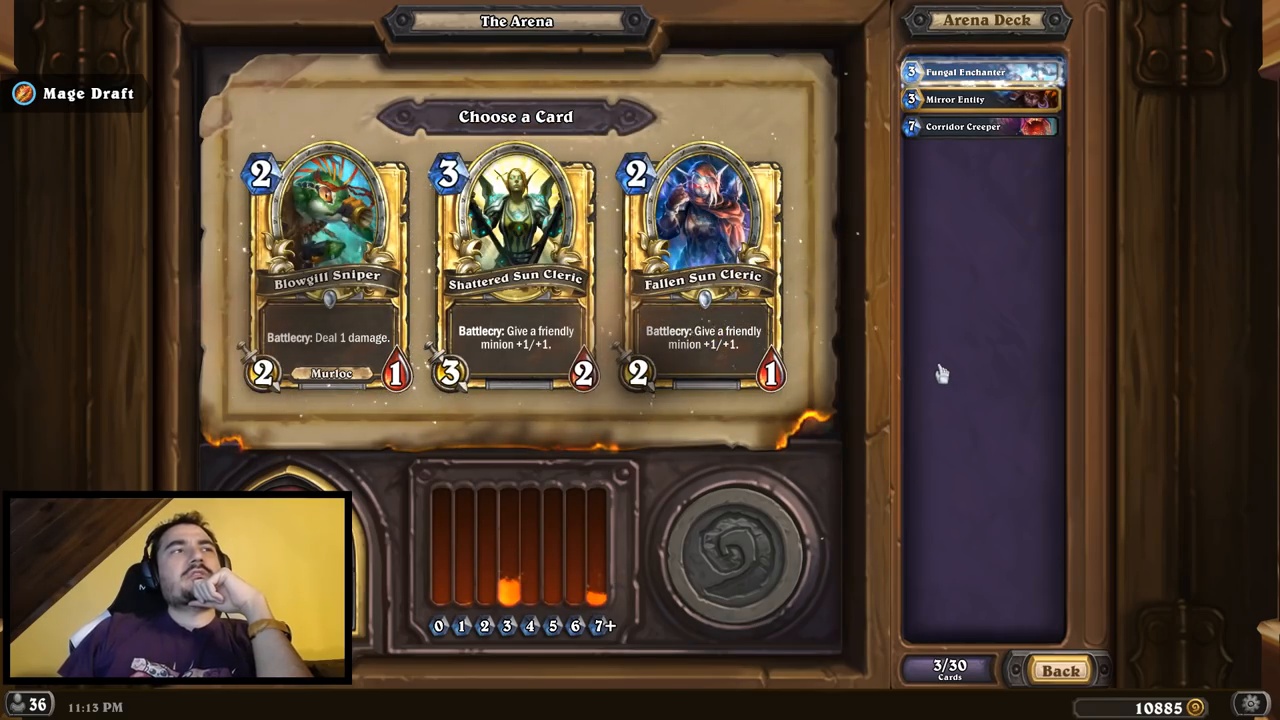 The Arena
Arena Deck
Mage Draft
Choose a Card
3 Fungal Enchanter
3 Mirror Entity
7 Corridor Creeper
2
3
2
Blowgill Sniper
Shattered Sun Cleric
Fallen Sun Cleric
Battlecry: Deal 1 damage.
Battlecry: Give a friendly
minion +1/+1.
Battlecry: Give a friendly
minion +1/+1.
2 Murloc 1
3 2
2 1
0 1 2 3 4 5 6 7+
3/30
Cards
Back
36
11:13 PM
10885